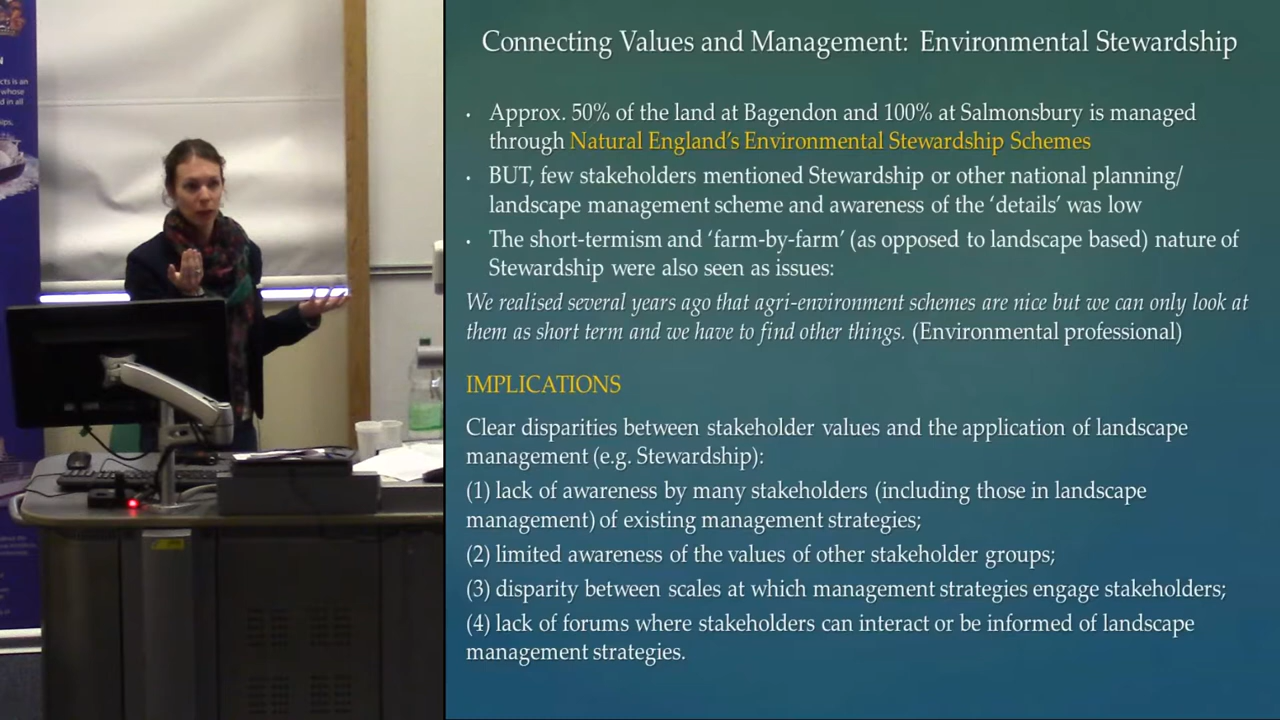 cts is an
whose
d in all
ips.
Connecting Values and Management: Environmental Stewardship
• Approx. 50% of the land at Bagendon and 100% at Salmonsbury is managed
through Natural England's Environmental Stewardship Schemes
• BUT, few stakeholders mentioned Stewardship or other national planning/
landscape management scheme and awareness of the 'details' was low
• The short-termism and 'farm-by-farm' (as opposed to landscape based) nature of
Stewardship were also seen as issues:
We realised several years ago that agri-environment schemes are nice but we can only look at
them as short term and we have to find other things. (Environmental professional)
IMPLICATIONS
Clear disparities between stakeholder values and the application of landscape
management (e.g. Stewardship):
(1) lack of awareness by many stakeholders (including those in landscape
management) of existing management strategies;
(2) limited awareness of the values of other stakeholder groups;
(3) disparity between scales at which management strategies engage stakeholders;
(4) lack of forums where stakeholders can interact or be informed of landscape
management strategies.